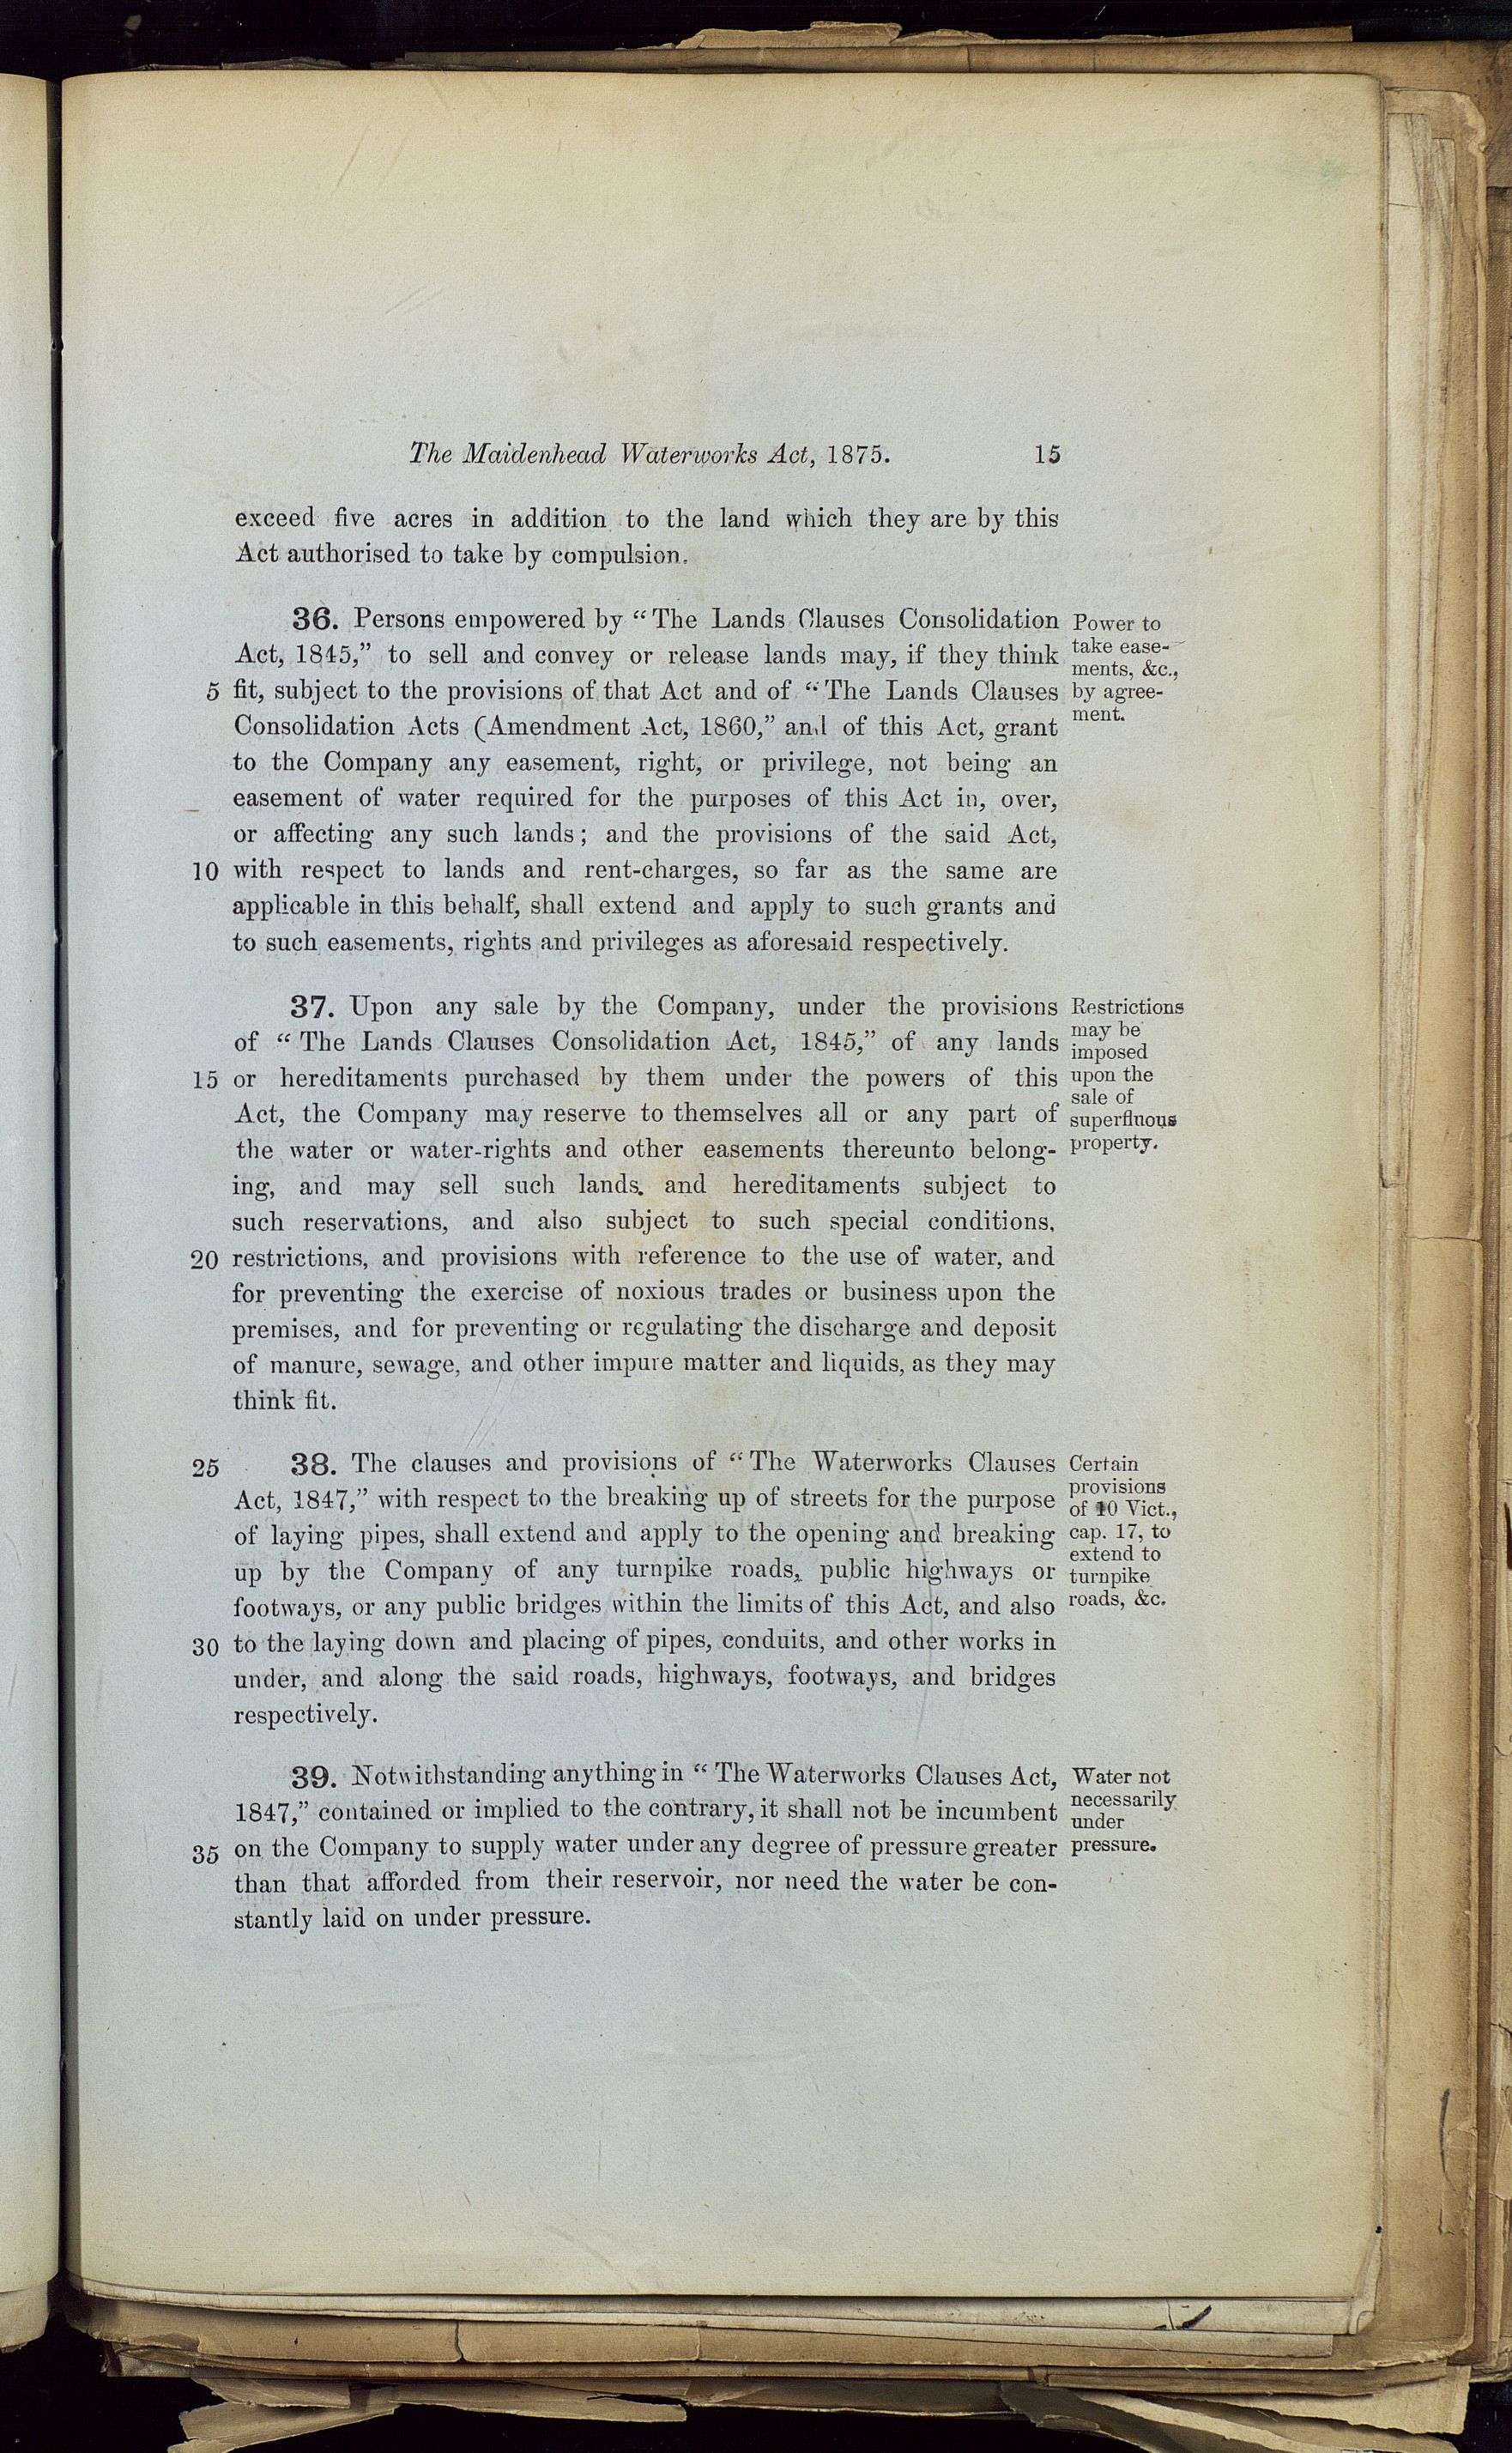 The Maidenhead Waterworks Act, 1875. 15
exceed five acres in addition to the land which they are by this
Act authorised to take by compulsion.
36. Persons empowered by “The Lands Clauses Consolidation
Act, 1845,” to sell and convey or release lands may, if they think
5 fit, subject to the provisions of that Act and of “The Lands Clauses
Consolidation Acts (Amendment Act, 1860,” and of this Act, grant
to the Company any easement, right, or privilege, not being an
easement of water required for the purposes of this Act in, over,
or affecting any such lands; and the provisions of the said Act,
10 with respect to lands and rent-charges, so far as the same are
applicable in this behalf, shall extend and apply to such grants and
to such easements, rights and privileges as aforesaid respectively.
Power to
take ease-
ments, &c.,
by agree-
ment.
37. Upon any sale by the Company, under the provisions
of “The Lands Clauses Consolidation Act, 1845,” of any lands
15 or hereditaments purchased by them under the powers of this
Act, the Company may reserve to themselves all or any part of
the water or water-rights and other easements thereunto belong-
ing, and may sell such lands. and hereditaments subject to
such reservations, and also subject to such special conditions,
20 restrictions, and provisions with reference to the use of water, and
for preventing the exercise of noxious trades or business upon the
premises, and for preventing or regulating the discharge and deposit
of manure, sewage, and other impure matter and liquids, as they may
think fit.
Restrictions
may be
imposed
upon the
sale of
superfluous
property.
25 38. The clauses and provisions of “The Waterworks Clauses
Act, 1847,” with respect to the breaking up of streets for the purpose
of laying pipes, shall extend and apply to the opening and breaking
up by the Company of any turnpike roads, public highways or
footways, or any public bridges within the limits of this Act, and also
30 to the laying down and placing of pipes, conduits, and other works in
under, and along the said roads, highways, footways, and bridges
respectively.
Certain
provisions
of 10 Vict.,
cap. 17, to
extend to
turnpike
roads, &c.
39. Notwithstanding anything in “The Waterworks Clauses Act,
1847,” contained or implied to the contrary, it shall not be incumbent
35 on the Company to supply water under any degree of pressure greater
than that afforded from their reservoir, nor need the water be con-
stantly laid on under pressure.
Water not
necessarily
under
pressure.